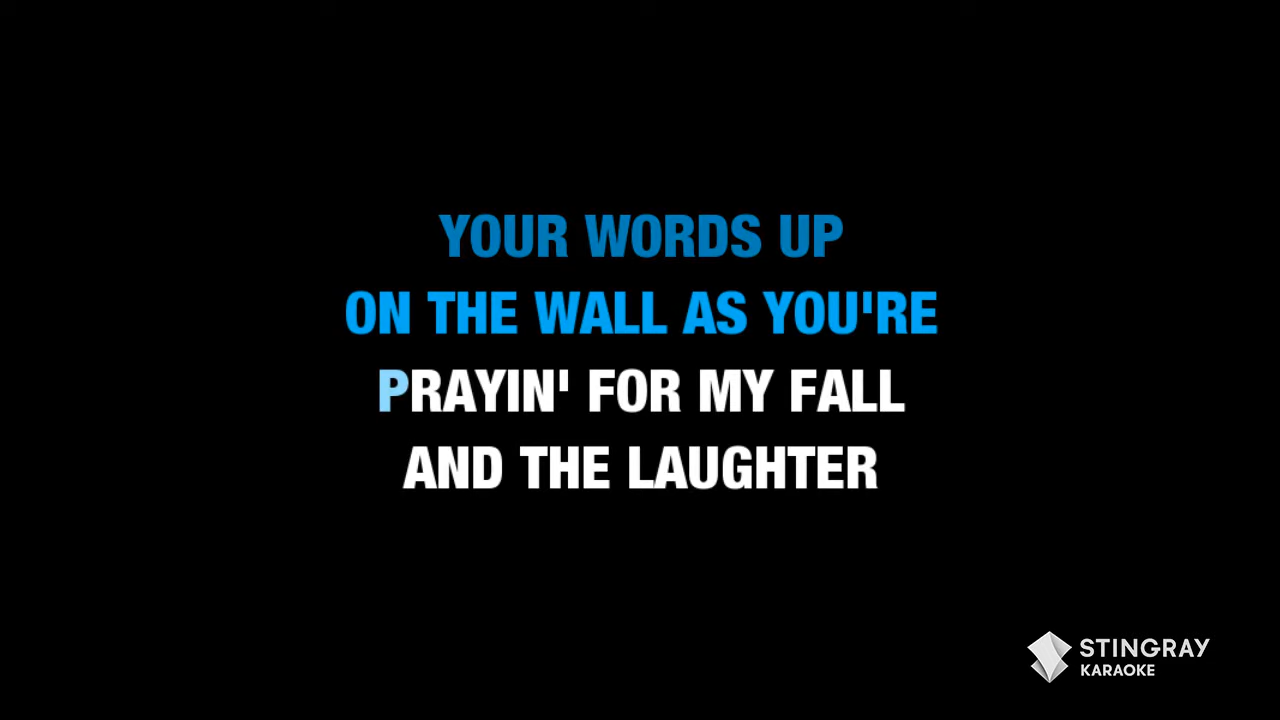 YOUR WORDS UP
ON THE WALL AS YOU'RE
PRAYIN' FOR MY FALL
AND THE LAUGHTER
STINGRAY
KARAOKE